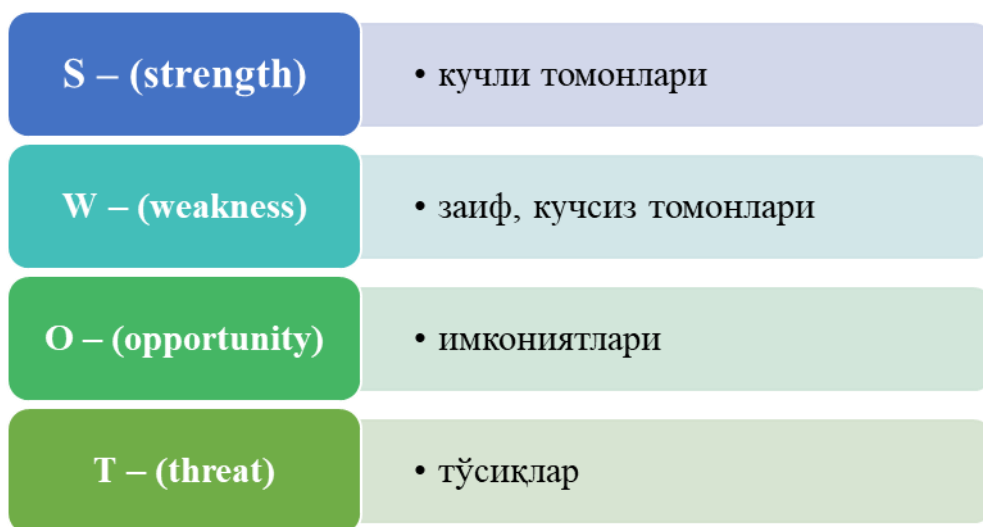 S – (strength)
• кучли томонлари
W – (weakness)
• заиф, кучсиз томонлари
O – (opportunity)
• имкониятлари
T – (threat)
• тўсиқлар